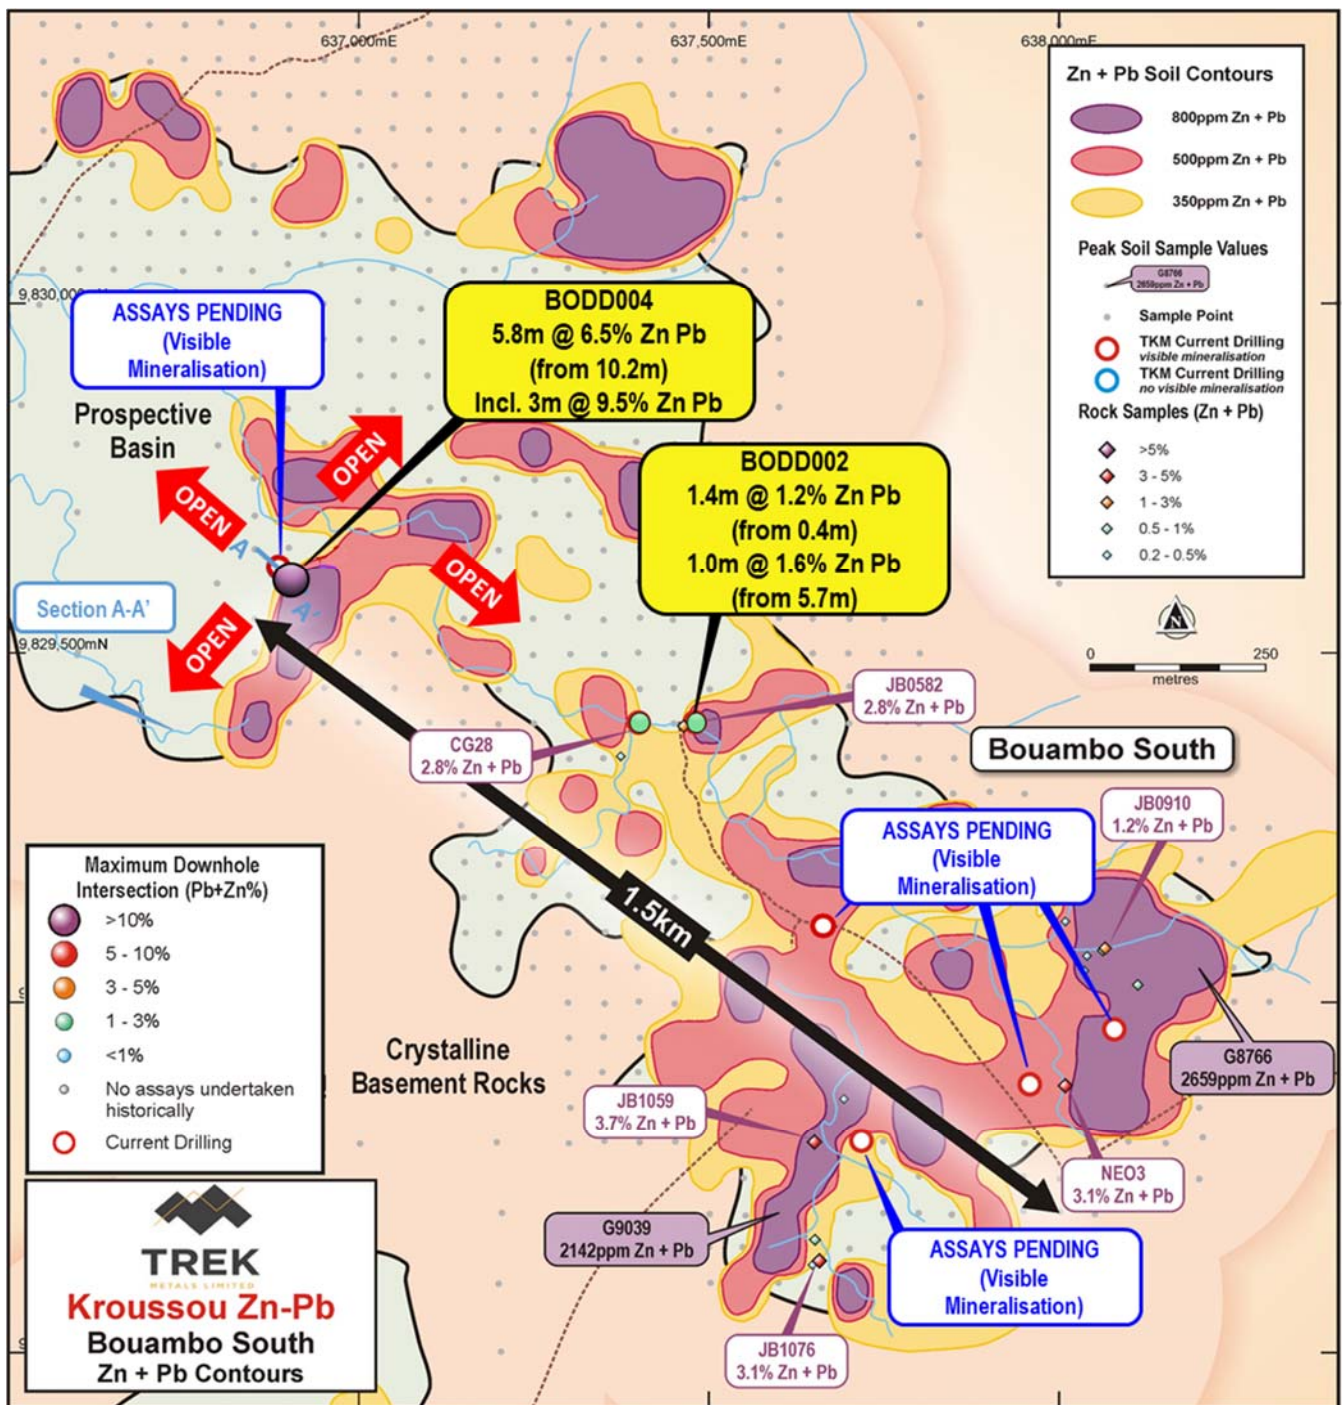 637,000mE
637,500mE
638,000mE
Zn + Pb Soil Contours
800ppm Zn + Pb
500ppm Zn + Pb
350ppm Zn + Pb
Peak Soil Sample Values
G8766
2659ppm Zn + Pb
Sample Point
TKM Current Drilling
visible mineralisation
TKM Current Drilling
no visible mineralisation
Rock Samples (Zn + Pb)
>5%
3 - 5%
1 - 3%
0.5 - 1%
0.2 - 0.5%
N
0
250
metres
9,830,000
ASSAYS PENDING
(Visible
Mineralisation)
BODD004
5.8m @ 6.5% Zn Pb
(from 10.2m)
Incl. 3m @ 9.5% Zn Pb
Prospective
Basin
OPEN
OPEN
OPEN
OPEN
A
A'
BODD002
1.4m @ 1.2% Zn Pb
(from 0.4m)
1.0m @ 1.6% Zn Pb
(from 5.7m)
Section A-A'
9,829,500mN
JB0582
2.8% Zn + Pb
CG28
2.8% Zn + Pb
Bouambo South
ASSAYS PENDING
(Visible
Mineralisation)
JB0910
1.2% Zn + Pb
1.5km
Maximum Downhole
Intersection (Pb+Zn%)
>10%
5 - 10%
3 - 5%
1 - 3%
<1%
No assays undertaken
historically
Current Drilling
Crystalline
Basement Rocks
G8766
2659ppm Zn + Pb
JB1059
3.7% Zn + Pb
NEO3
3.1% Zn + Pb
G9039
2142ppm Zn + Pb
ASSAYS PENDING
(Visible
Mineralisation)
JB1076
3.1% Zn + Pb
TREK
METALS LIMITED
Kroussou Zn-Pb
Bouambo South
Zn + Pb Contours